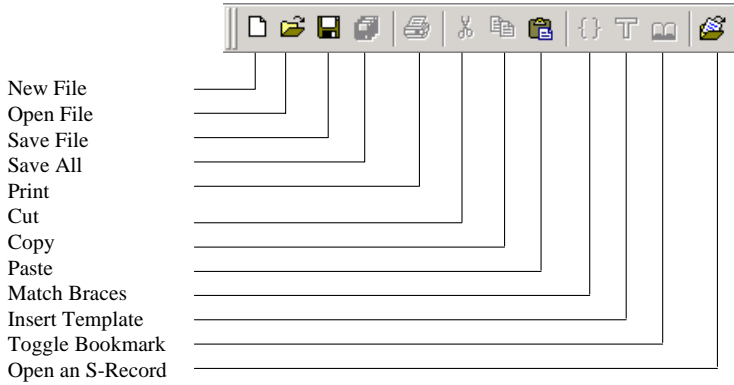 New File
Open File
Save File
Save All
Print
Cut
Copy
Paste
Match Braces
Insert Template
Toggle Bookmark
Open an S-Record